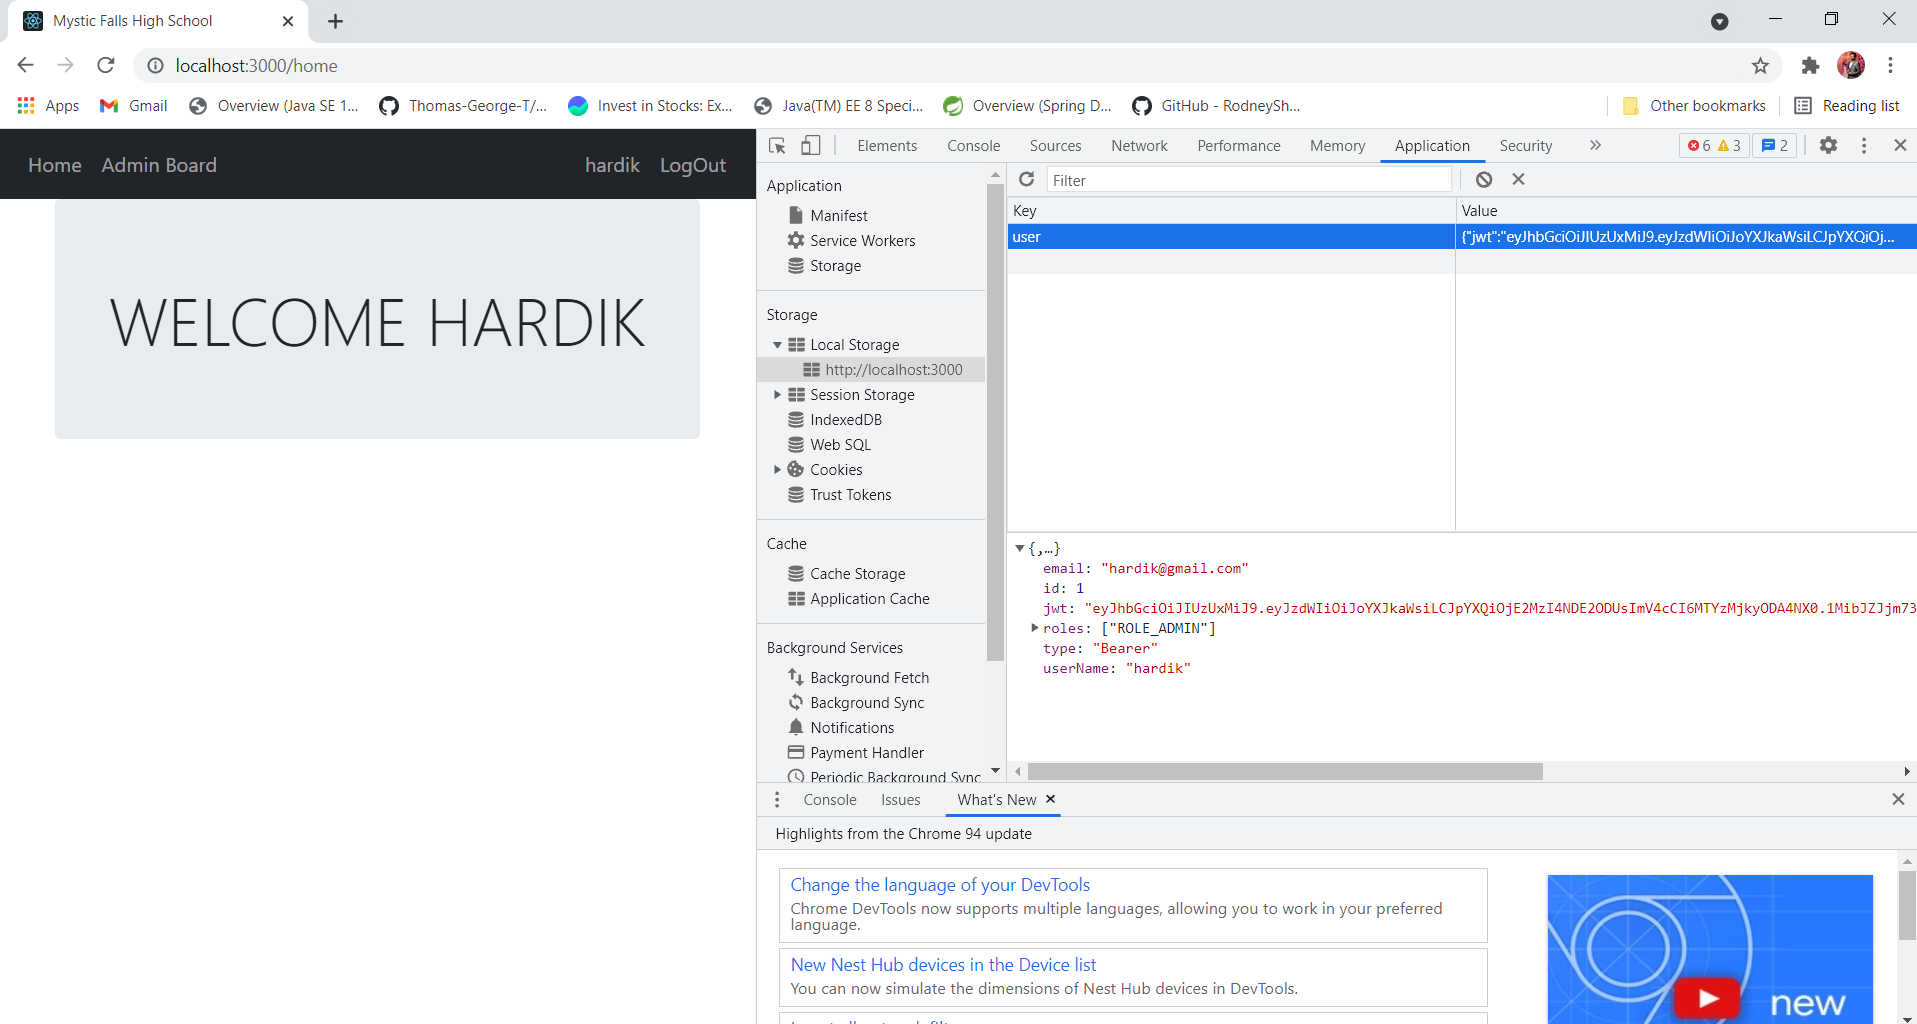 Mystic Falls High School
localhost:3000/home
Apps Gmail Overview (Java SE 1... Thomas-George-T/... Invest in Stocks: Ex... Java(TM) EE 8 Speci... Overview (Spring D... GitHub - RodneySh... Other bookmarks Reading list
Home Admin Board hardik LogOut
WELCOME HARDIK
Elements Console Sources Network Performance Memory Application Security » 6 3 2
Application
Manifest
Service Workers
Storage
Storage
Local Storage
http://localhost:3000
Session Storage
IndexedDB
Web SQL
Cookies
Trust Tokens
Cache
Cache Storage
Application Cache
Background Services
Background Fetch
Background Sync
Notifications
Payment Handler
Periodic Background Sync
Filter
Key Value
user {"jwt":"eyJhbGciOiJIUzUxMiJ9.eyJzdWIiOiJoYXJkaWsiLCJpYXQiOj...
{,…}
email: "hardik@gmail.com"
id: 1
jwt: "eyJhbGciOiJIUzUxMiJ9.eyJzdWIiOiJoYXJkaWsiLCJpYXQiOjE2MzI4NDE2ODUsImV4cCI6MTYzMjkyODA4NX0.1MibJZJjm73
roles: ["ROLE_ADMIN"]
type: "Bearer"
userName: "hardik"
Console Issues What's New
Highlights from the Chrome 94 update
Change the language of your DevTools
Chrome DevTools now supports multiple languages, allowing you to work in your preferred
language.
New Nest Hub devices in the Device list
You can now simulate the dimensions of Nest Hub devices in DevTools.
new